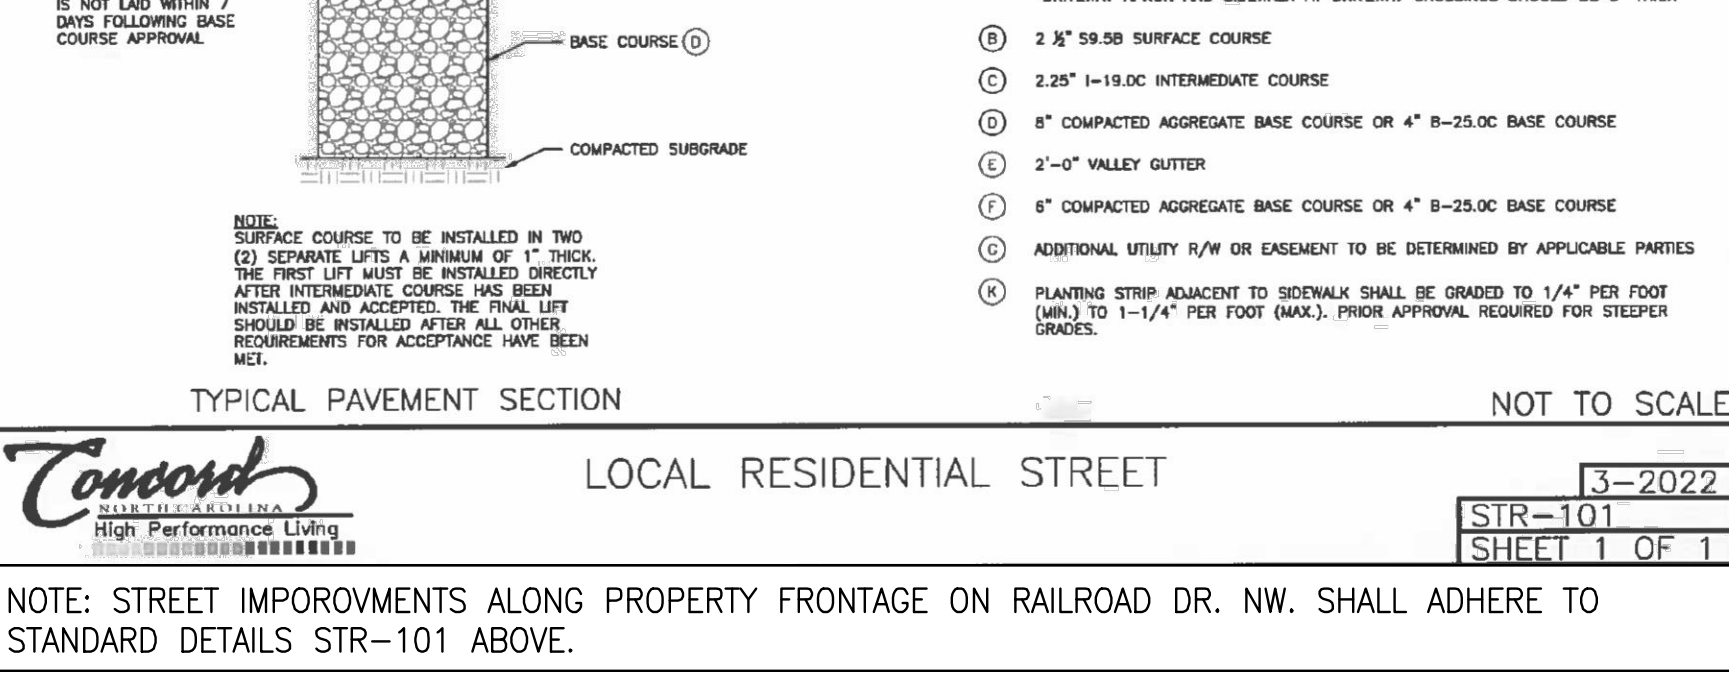 IS NOT LAID WITHIN 7
DAYS FOLLOWING BASE
COURSE APPROVAL
BASE COURSE D
COMPACTED SUBGRADE
NOTE:
SURFACE COURSE TO BE INSTALLED IN TWO
(2) SEPARATE LIFTS A MINIMUM OF 1" THICK.
THE FIRST LIFT MUST BE INSTALLED DIRECTLY
AFTER INTERMEDIATE COURSE HAS BEEN
INSTALLED AND ACCEPTED. THE FINAL LIFT
SHOULD BE INSTALLED AFTER ALL OTHER
REQUIREMENTS FOR ACCEPTANCE HAVE BEEN
MET.
TYPICAL PAVEMENT SECTION
B 2 ½" S9.5B SURFACE COURSE
C 2.25" I-19.0C INTERMEDIATE COURSE
D 8" COMPACTED AGGREGATE BASE COURSE OR 4" B-25.0C BASE COURSE
E 2'-0" VALLEY GUTTER
F 6" COMPACTED AGGREGATE BASE COURSE OR 4" B-25.0C BASE COURSE
G ADDITIONAL UTILITY R/W OR EASEMENT TO BE DETERMINED BY APPLICABLE PARTIES
K PLANTING STRIP ADJACENT TO SIDEWALK SHALL BE GRADED TO 1/4" PER FOOT
(MIN.) TO 1-1/4" PER FOOT (MAX.). PRIOR APPROVAL REQUIRED FOR STEEPER
GRADES.
NOT TO SCALE
Concord
NORTH CAROLINA
High Performance Living
LOCAL RESIDENTIAL STREET
3-2022
STR-101
SHEET 1 OF 1
NOTE: STREET IMPOROVMENTS ALONG PROPERTY FRONTAGE ON RAILROAD DR. NW. SHALL ADHERE TO
STANDARD DETAILS STR-101 ABOVE.